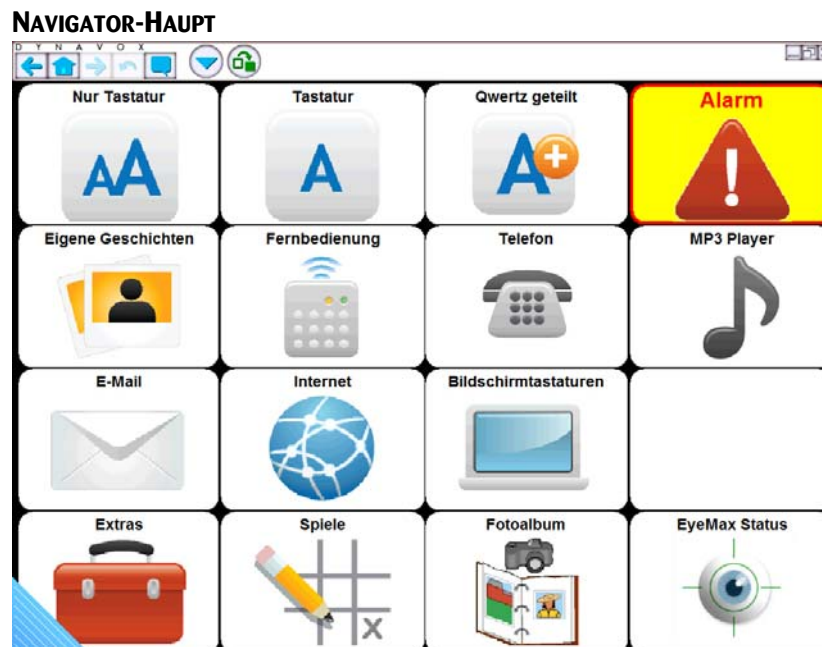 NAVIGATOR-HAUPT
DYNAVOX
Nur Tastatur
Tastatur
Qwertz geteilt
Alarm
Eigene Geschichten
Fernbedienung
Telefon
MP3 Player
E-Mail
Internet
Bildschirmtastaturen
Extras
Spiele
Fotoalbum
EyeMax Status